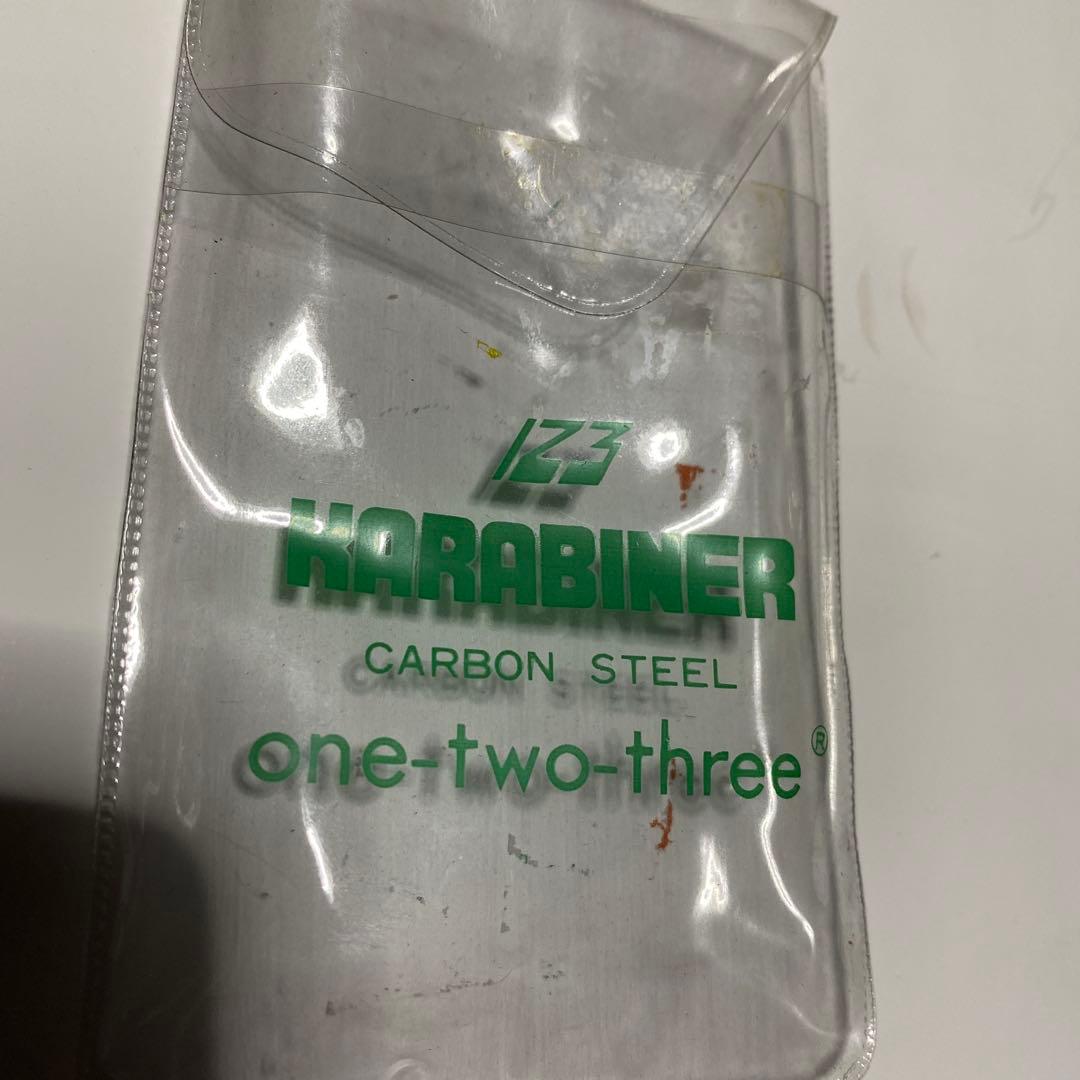 123
KARABINER
CARBON STEEL
one-two-three®